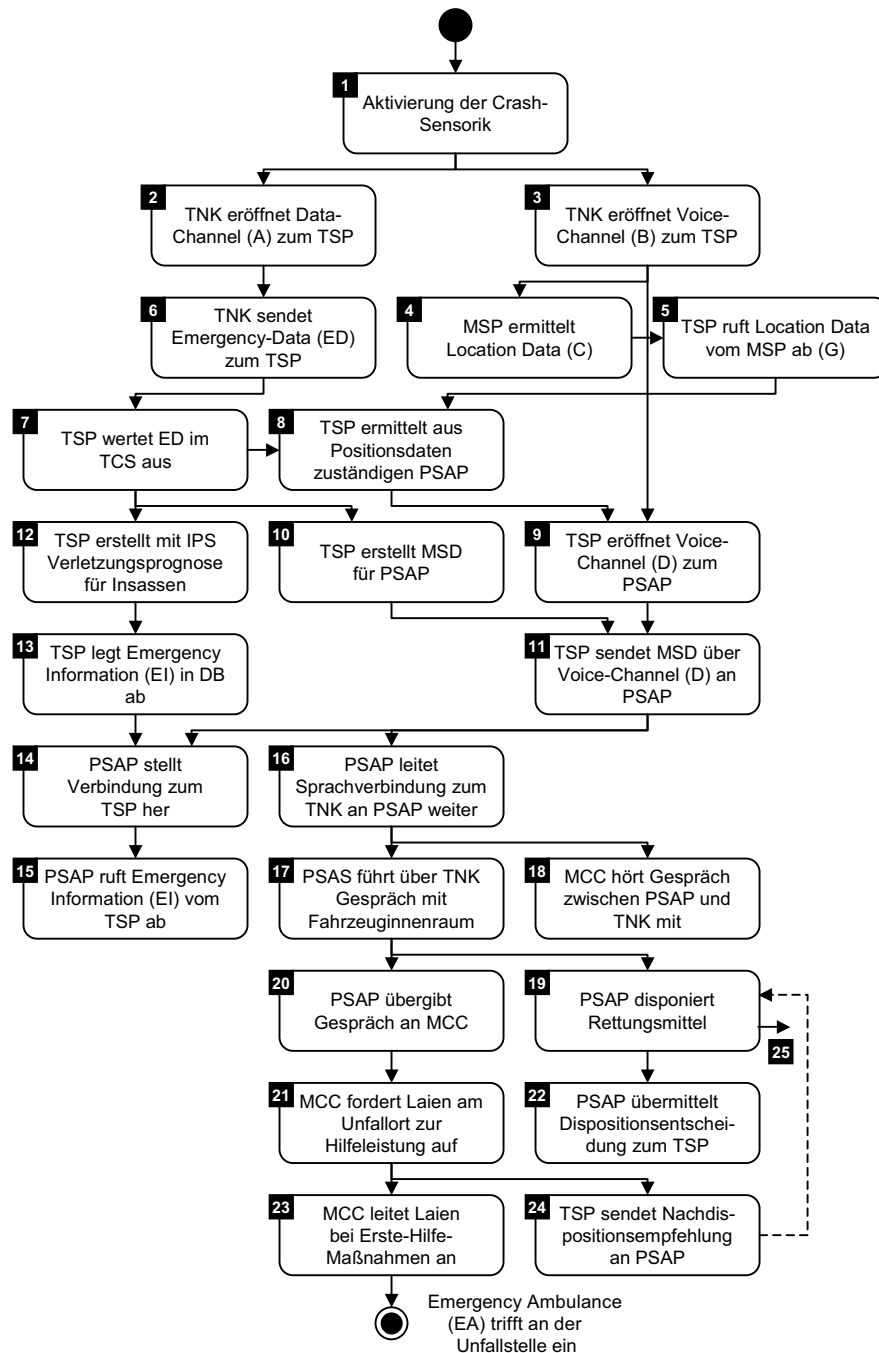 1
Aktivierung der Crash-
Sensorik
2
TNK eröffnet Data-
Channel (A) zum TSP
3
TNK eröffnet Voice-
Channel (B) zum TSP
6
TNK sendet
Emergency-Data (ED)
zum TSP
4
MSP ermittelt
Location Data (C)
5
TSP ruft Location Data
vom MSP ab (G)
7
TSP wertet ED im
TCS aus
8
TSP ermittelt aus
Positionsdaten
zuständigen PSAP
12
TSP erstellt mit IPS
Verletzungsprognose
für Insassen
10
TSP erstellt MSD
für PSAP
9
TSP eröffnet Voice-
Channel (D) zum
PSAP
13
TSP legt Emergency
Information (EI) in DB
ab
11
TSP sendet MSD über
Voice-Channel (D) an
PSAP
14
PSAP stellt
Verbindung zum
TSP her
16
PSAP leitet
Sprachverbindung zum
TNK an PSAP weiter
15
PSAP ruft Emergency
Information (EI) vom
TSP ab
17
PSAS führt über TNK
Gespräch mit
Fahrzeuginnenraum
18
MCC hört Gespräch
zwischen PSAP und
TNK mit
20
PSAP übergibt
Gespräch an MCC
19
PSAP disponiert
Rettungsmittel
25
21
MCC fordert Laien am
Unfallort zur
Hilfeleistung auf
22
PSAP übermittelt
Dispositionsentschei-
dung zum TSP
23
MCC leitet Laien
bei Erste-Hilfe-
Maßnahmen an
24
TSP sendet Nachdis-
positionsempfehlung
an PSAP
Emergency Ambulance
(EA) trifft an der
Unfallstelle ein